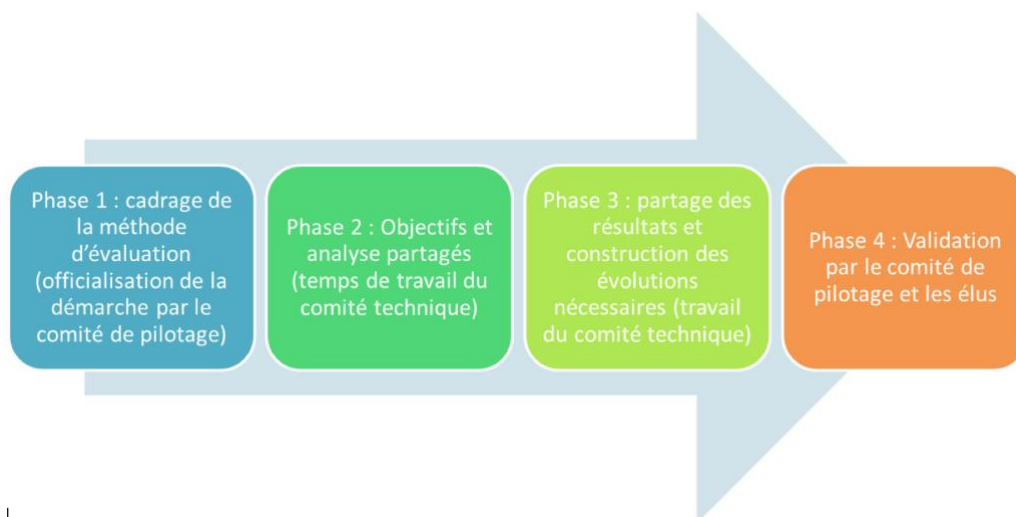 Phase 1 : cadrage de
la méthode
d'évaluation
(officialisation de la
démarche par le
comité de pilotage)
Phase 2 : Objectifs et
analyse partagés
(temps de travail du
comité technique)
Phase 3 : partage des
résultats et
construction des
évolutions
nécessaires (travail
du comité technique)
Phase 4 : Validation
par le comité de
pilotage et les élus